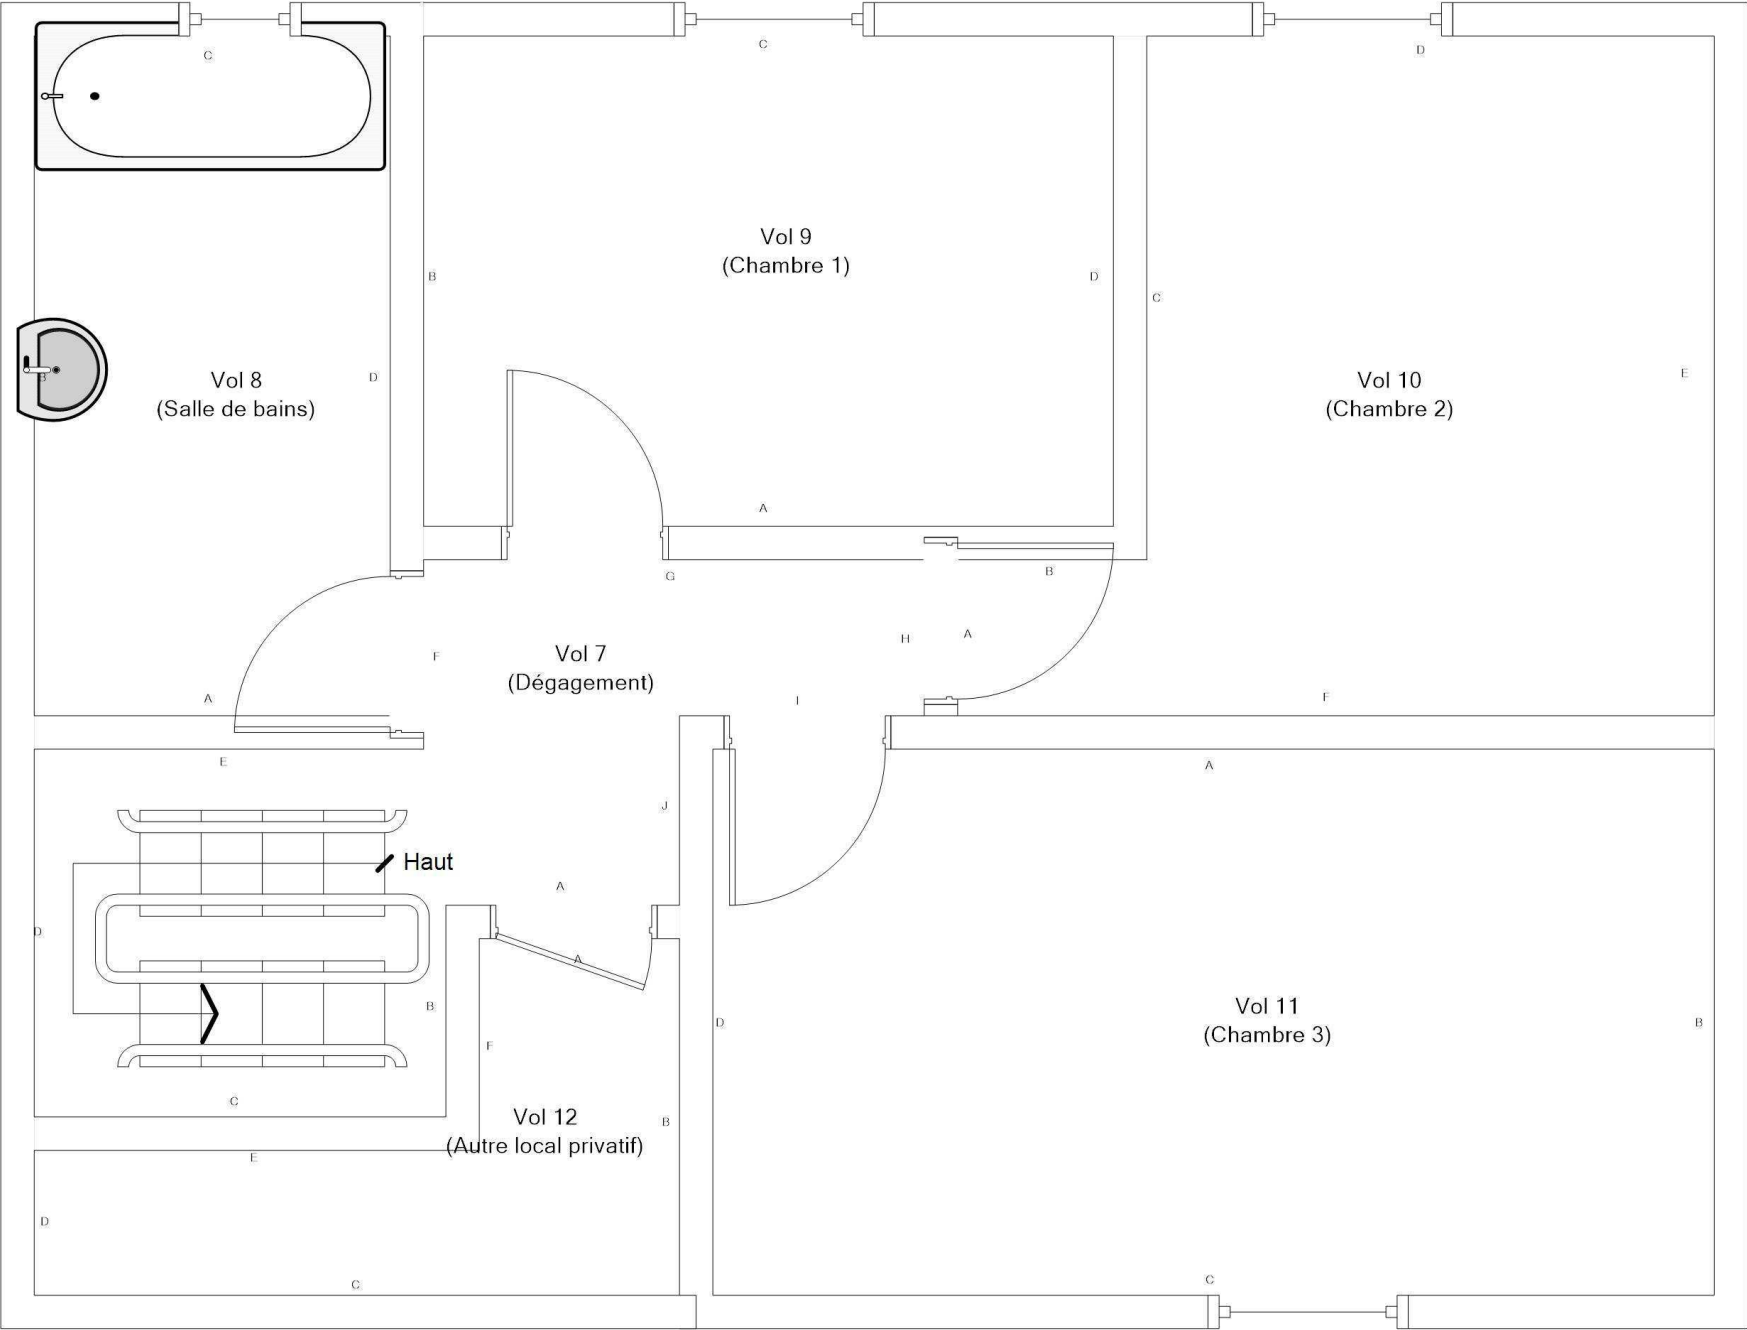 C
C
D
Vol 9
(Chambre 1)
B
D
C
B
Vol 8
(Salle de bains)
D
Vol 10
(Chambre 2)
E
A
G
B
F
Vol 7
(Dégagement)
H
A
A
I
F
E
A
J
Haut
A
D
A
B
F
D
Vol 11
(Chambre 3)
B
C
Vol 12
(Autre local privatif)
B
E
D
C
C